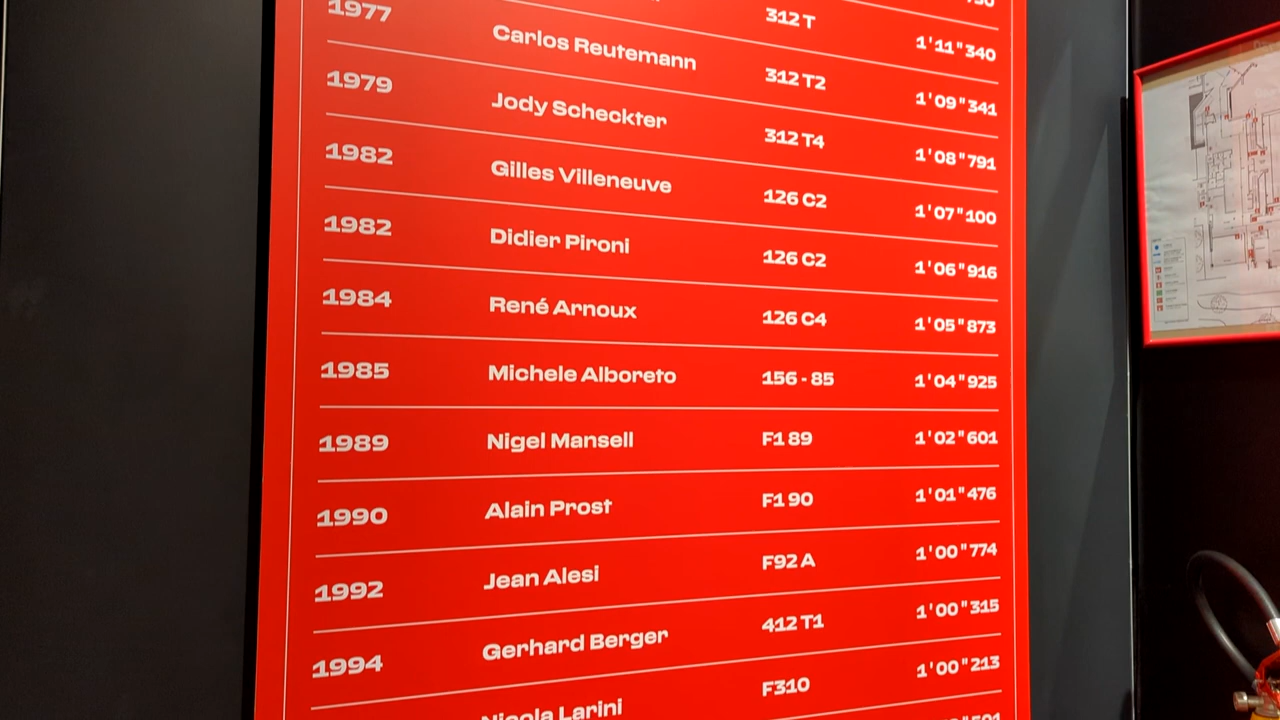 312 T 1'11"340
1977 Carlos Reutemann 312 T2 1'09"341
1979 Jody Scheckter 312 T4 1'08"791
1982 Gilles Villeneuve 126 C2 1'07"100
1982 Didier Pironi 126 C2 1'06"916
1984 René Arnoux 126 C4 1'05"873
1985 Michele Alboreto 156 - 85 1'04"925
1989 Nigel Mansell F1 89 1'02"601
1990 Alain Prost F1 90 1'01"476
1992 Jean Alesi F92 A 1'00"774
1994 Gerhard Berger 412 T1 1'00"315
Nicola Larini F310 1'00"213